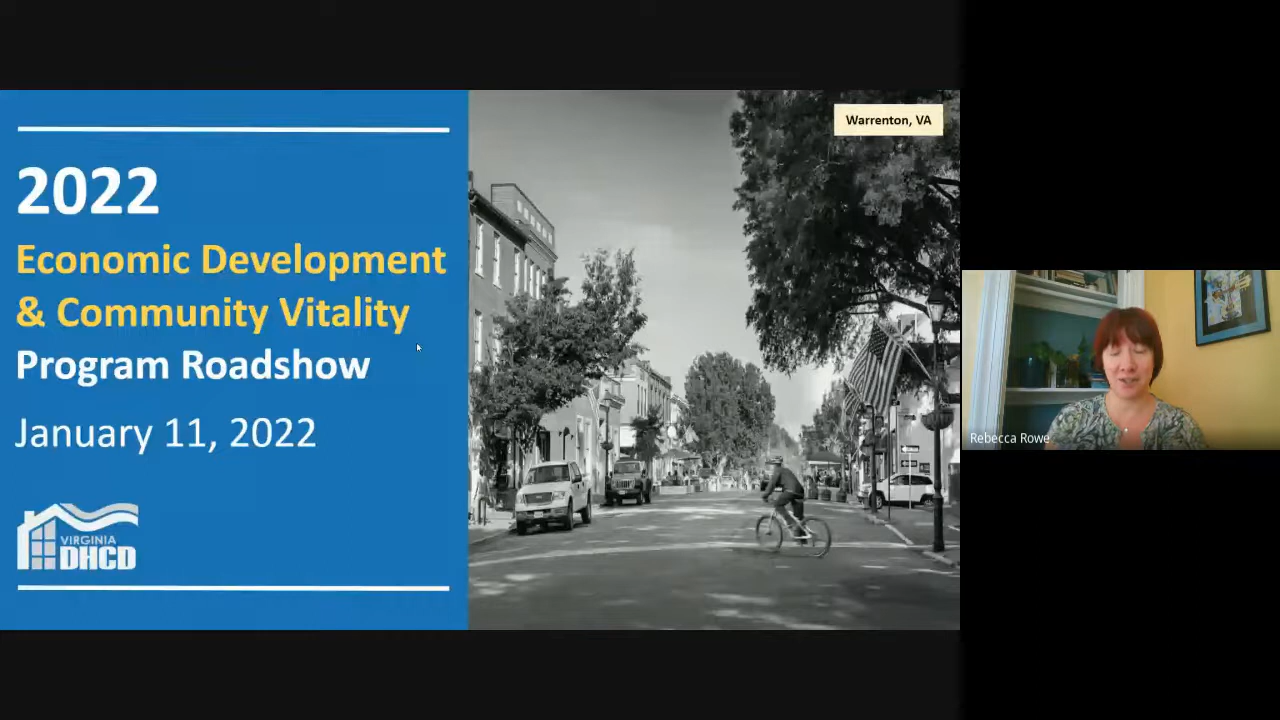 2022
Economic Development
& Community Vitality
Program Roadshow
January 11, 2022
VIRGINIA
DHCD
Warrenton, VA
Rebecca Rowe